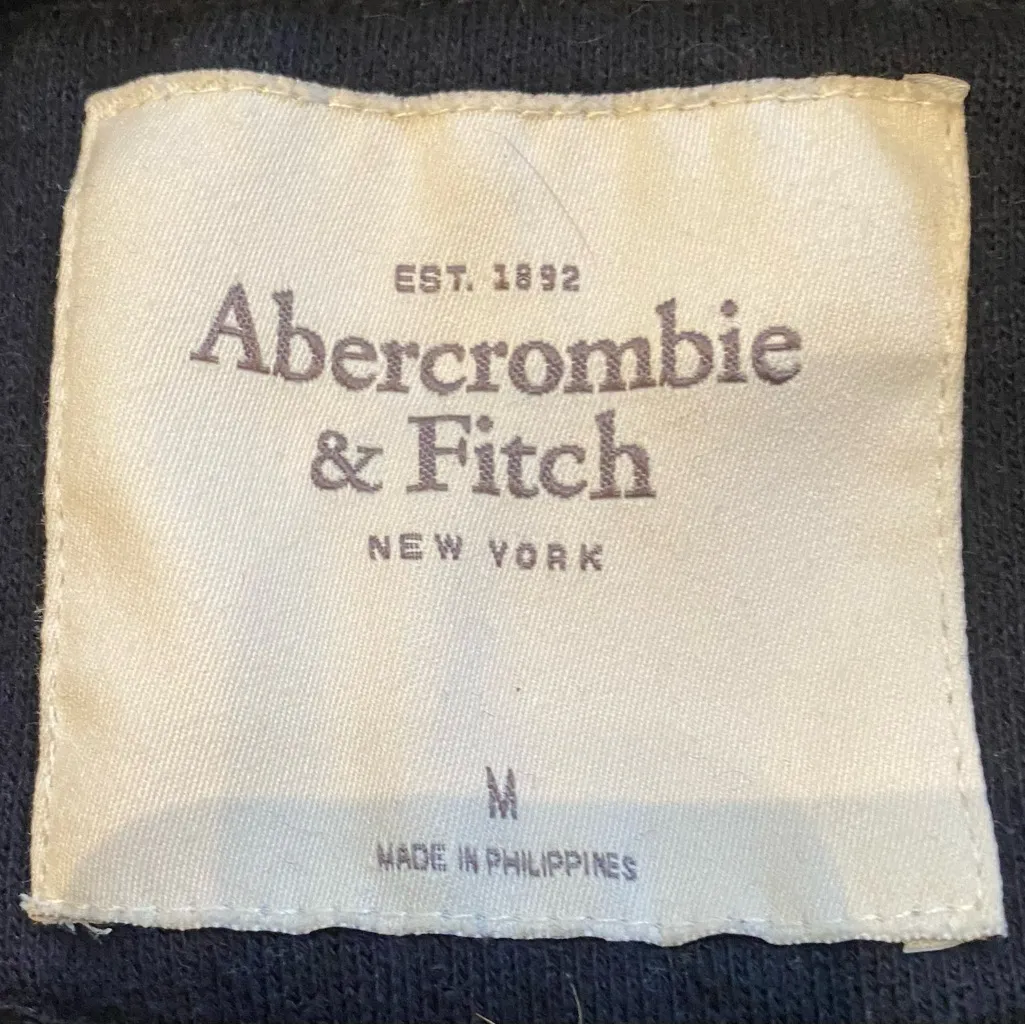 EST. 1892
Abercrombie
& Fitch
NEW YORK
M
MADE IN PHILIPPINES